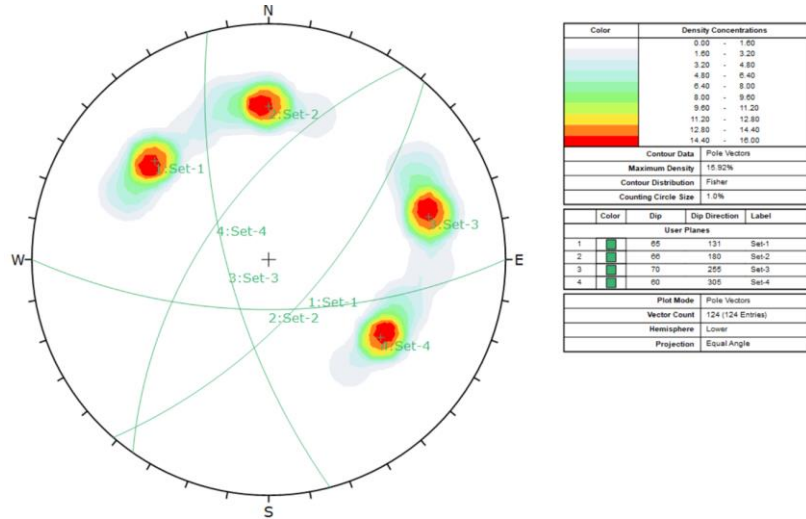 N
2:Set-2
1:Set-1
3:Set-3
4:Set-4
W
E
3:Set-3
1:Set-1
2:Set-2
4:Set-4
S
Color Density Concentrations
0.00 - 1.60
1.60 - 3.20
3.20 - 4.80
4.80 - 6.40
6.40 - 8.00
8.00 - 9.60
9.60 - 11.20
11.20 - 12.80
12.80 - 14.40
14.40 - 16.00
Contour Data Pole Vectors
Maximum Density 15.92%
Contour Distribution Fisher
Counting Circle Size 1.0%
Color Dip Dip Direction Label
User Planes
1 65 131 Set-1
2 66 180 Set-2
3 70 255 Set-3
4 60 305 Set-4
Plot Mode Pole Vectors
Vector Count 124 (124 Entries)
Hemisphere Lower
Projection Equal Angle